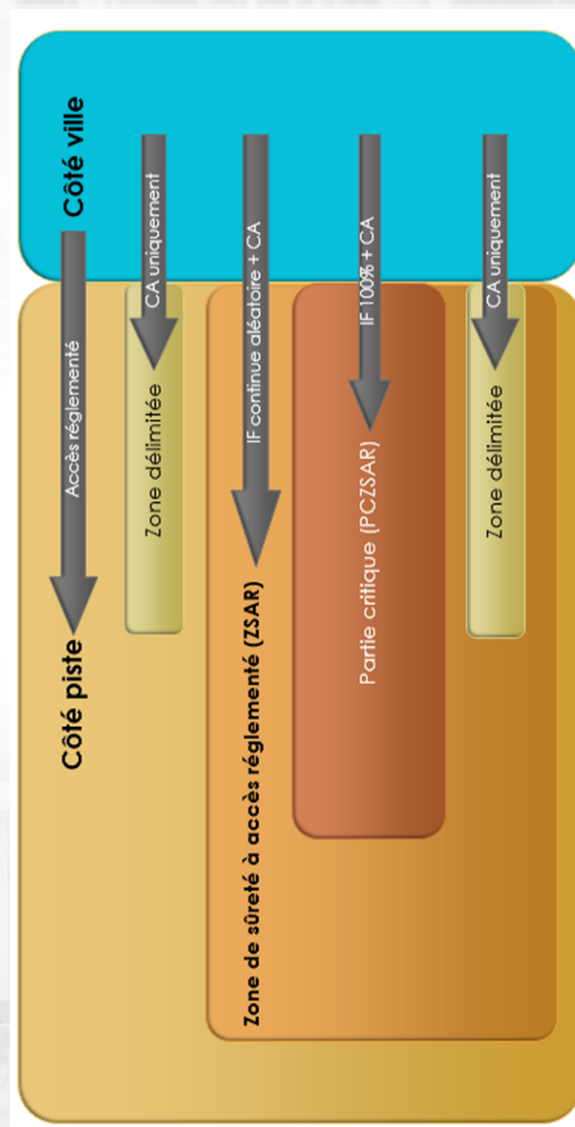 Côté ville
Accès réglementé
Côté piste
CA uniquement
Zone délimitée
IF continue aléatoire + CA
Zone de sûreté à accès réglementé (ZSAR)
IF 100% + CA
Partie critique (PCZSAR)
CA uniquement
Zone délimitée